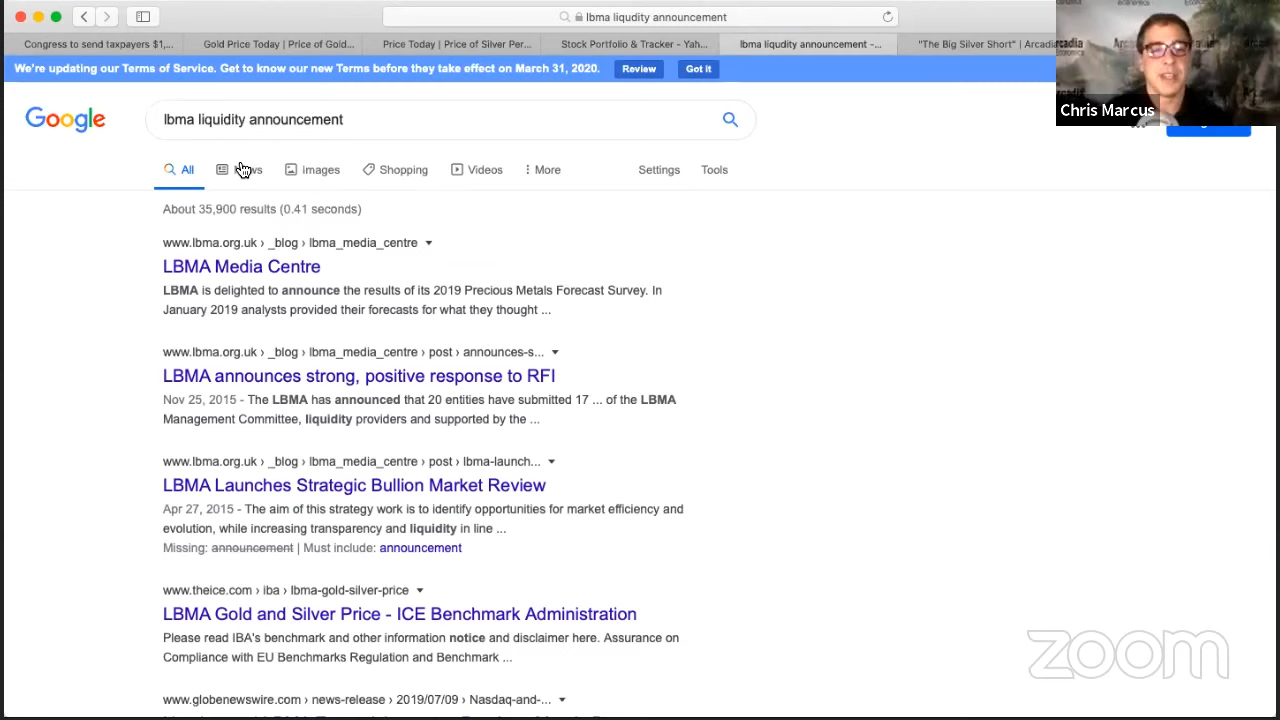 lbma liqudity announcement
Congress to send taxpayers $1,...
Gold Price Today | Price of Gold...
Price Today | Price of Silver Per...
Stock Portfolio & Tracker - Yah...
lbma liqudity announcement –...
"The Big Silver Short" | Arcadia
We're updating our Terms of Service. Get to know our new Terms before they take effect on March 31, 2020.
Review
Got it
Chris Marcus
Google
lbma liquidity announcement
All
Images
Shopping
Videos
More
Settings
Tools
About 35,900 results (0.41 seconds)
www.lbma.org.uk › _blog › lbma_media_centre
LBMA Media Centre
LBMA is delighted to announce the results of its 2019 Precious Metals Forecast Survey. In
January 2019 analysts provided their forecasts for what they thought ...
www.lbma.org.uk › _blog › lbma_media_centre › post › announces-s...
LBMA announces strong, positive response to RFI
Nov 25, 2015 - The LBMA has announced that 20 entities have submitted 17 ... of the LBMA
Management Committee, liquidity providers and supported by the ...
www.lbma.org.uk › _blog › lbma_media_centre › post › lbma-launch...
LBMA Launches Strategic Bullion Market Review
Apr 27, 2015 - The aim of this strategy work is to identify opportunities for market efficiency and
evolution, while increasing transparency and liquidity in line ...
Missing: announcement | Must include: announcement
www.theice.com › iba › lbma-gold-silver-price
LBMA Gold and Silver Price - ICE Benchmark Administration
Please read IBA's benchmark and other information notice and disclaimer here. Assurance on
Compliance with EU Benchmarks Regulation and Benchmark ...
www.globenewswire.com › news-release › 2019/07/09 › Nasdaq-and-...
zoom